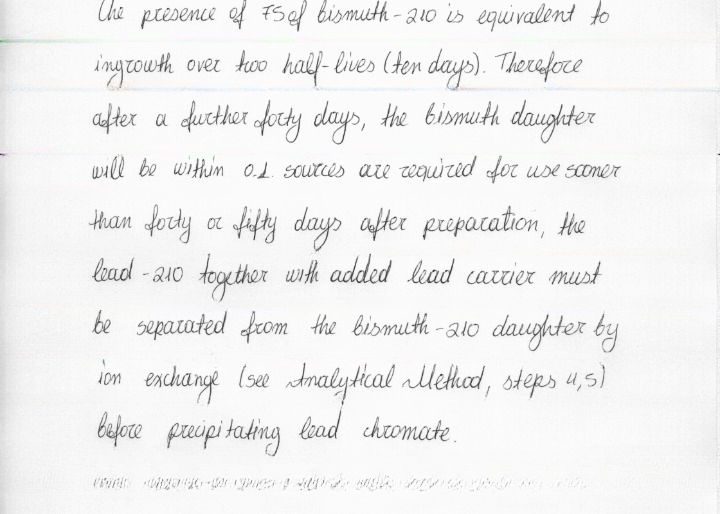 The presence of 75 of bismuth-210 is equivalent to
ingrowth over two half-lives (ten days). Therefore
after a further forty days, the bismuth daughter
will be within 0.1. sources are required for use sooner
than forty or fifty days after preparation, the
lead-210 together with added lead carrier must
be separated from the bismuth-210 daughter by
ion exchange (see Analytical Method, steps 4,5)
before precipitating lead chromate.